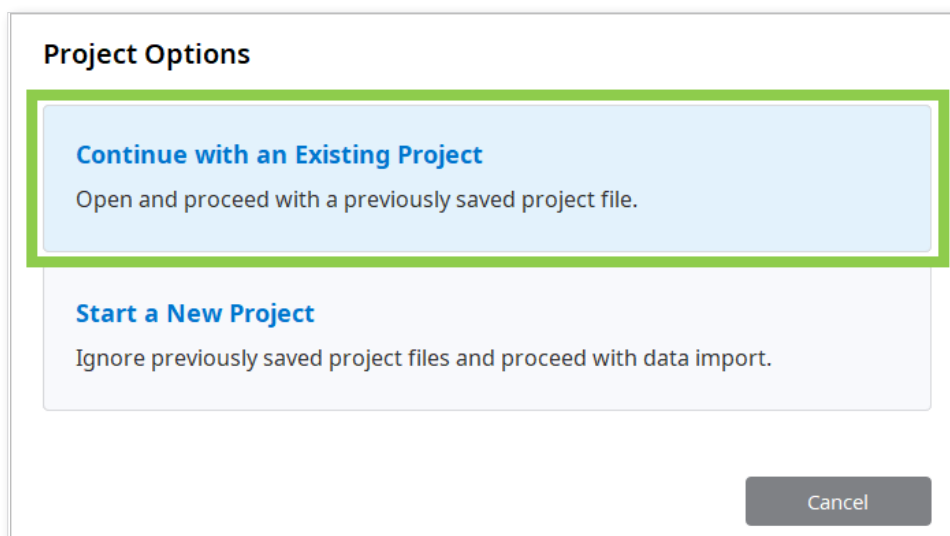 Project Options
Continue with an Existing Project
Open and proceed with a previously saved project file.
Start a New Project
Ignore previously saved project files and proceed with data import.
Cancel